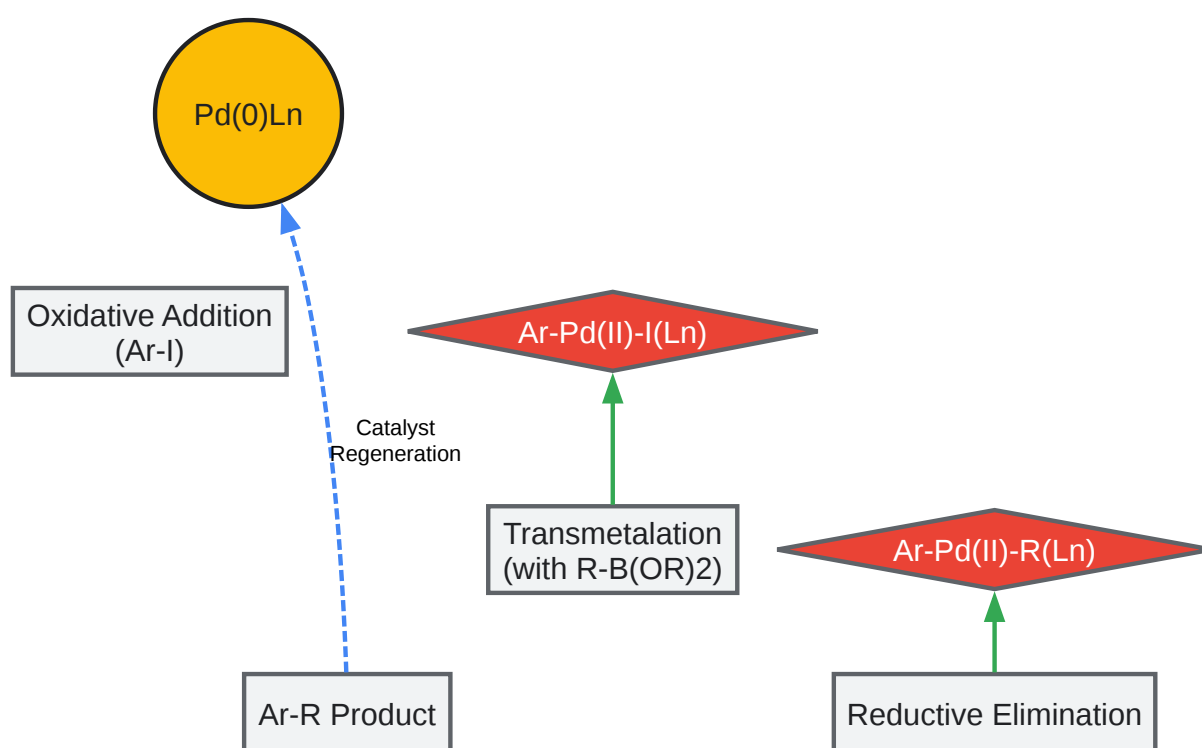 Pd(0)Ln
Oxidative Addition
(Ar-I)
Ar-Pd(II)-I(Ln)
Catalyst
Regeneration
Transmetalation
(with R-B(OR)2)
Ar-Pd(II)-R(Ln)
Ar-R Product
Reductive Elimination